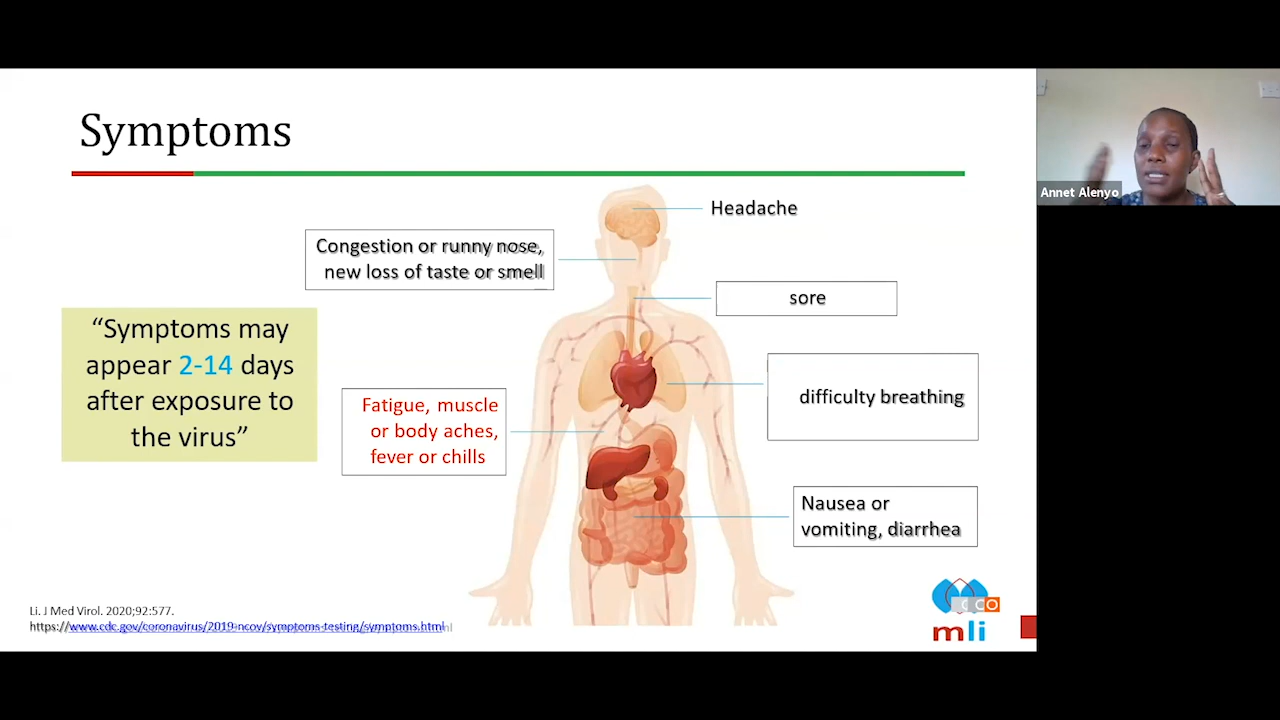 Symptoms
Headache
Congestion or runny nose,
new loss of taste or smell
sore
“Symptoms may
appear 2-14 days
after exposure to
the virus”
difficulty breathing
Fatigue, muscle
or body aches,
fever or chills
Nausea or
vomiting, diarrhea
Li. J Med Virol. 2020;92:577.
https://www.cdc.gov/coronavirus/2019-ncov/symptoms-testing/symptoms.html
mli
Annet Alenyo